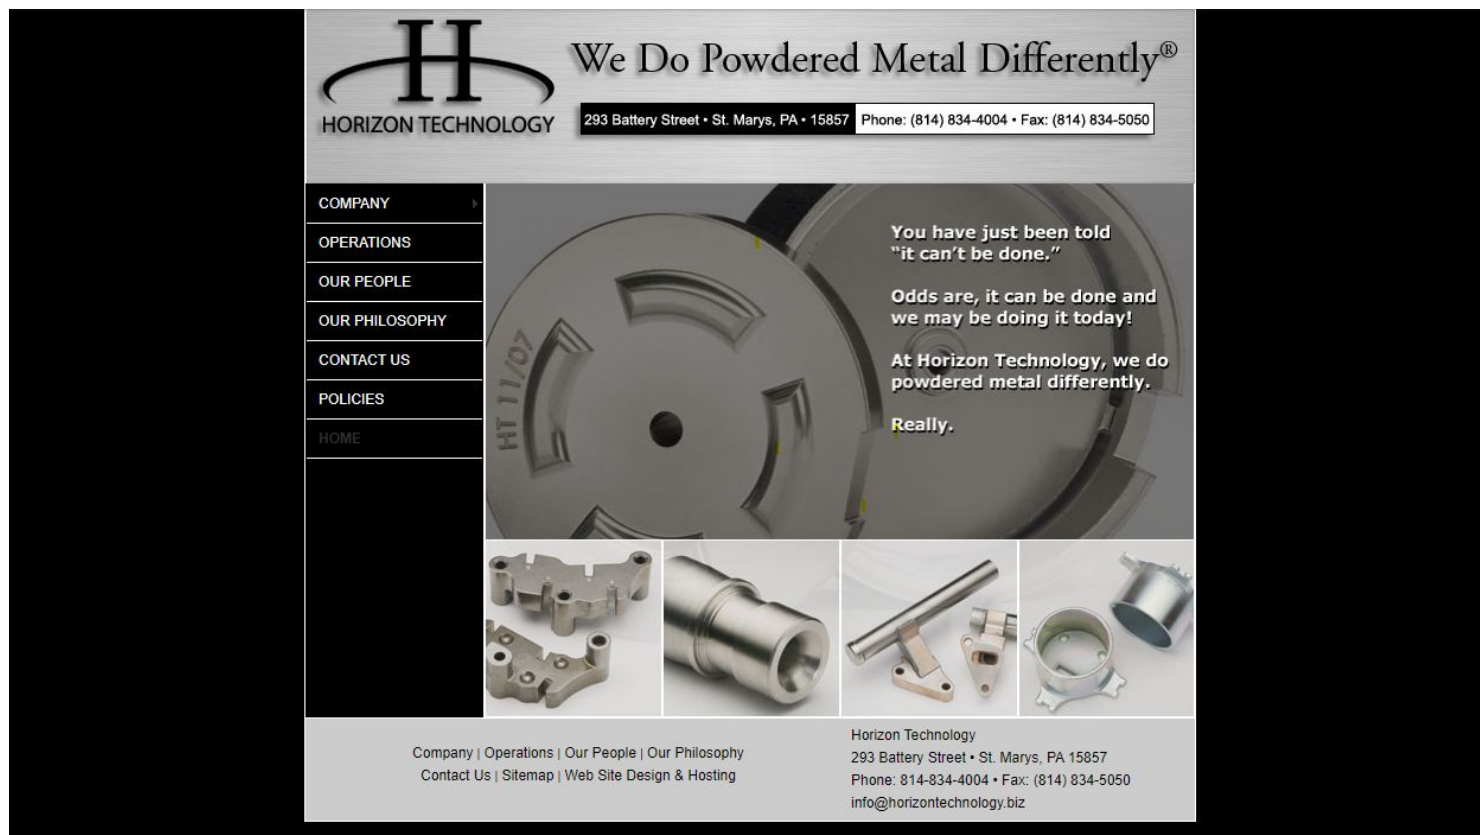 H
HORIZON TECHNOLOGY
We Do Powdered Metal Differently®
293 Battery Street • St. Marys, PA • 15857 Phone: (814) 834-4004 • Fax: (814) 834-5050
COMPANY
OPERATIONS
OUR PEOPLE
OUR PHILOSOPHY
CONTACT US
POLICIES
HOME
HT 11/07
You have just been told
“it can’t be done.”
Odds are, it can be done and
we may be doing it today!
At Horizon Technology, we do
powdered metal differently.
Really.
Company | Operations | Our People | Our Philosophy
Contact Us | Sitemap | Web Site Design & Hosting
Horizon Technology
293 Battery Street • St. Marys, PA 15857
Phone: 814-834-4004 • Fax: (814) 834-5050
info@horizontechnology.biz